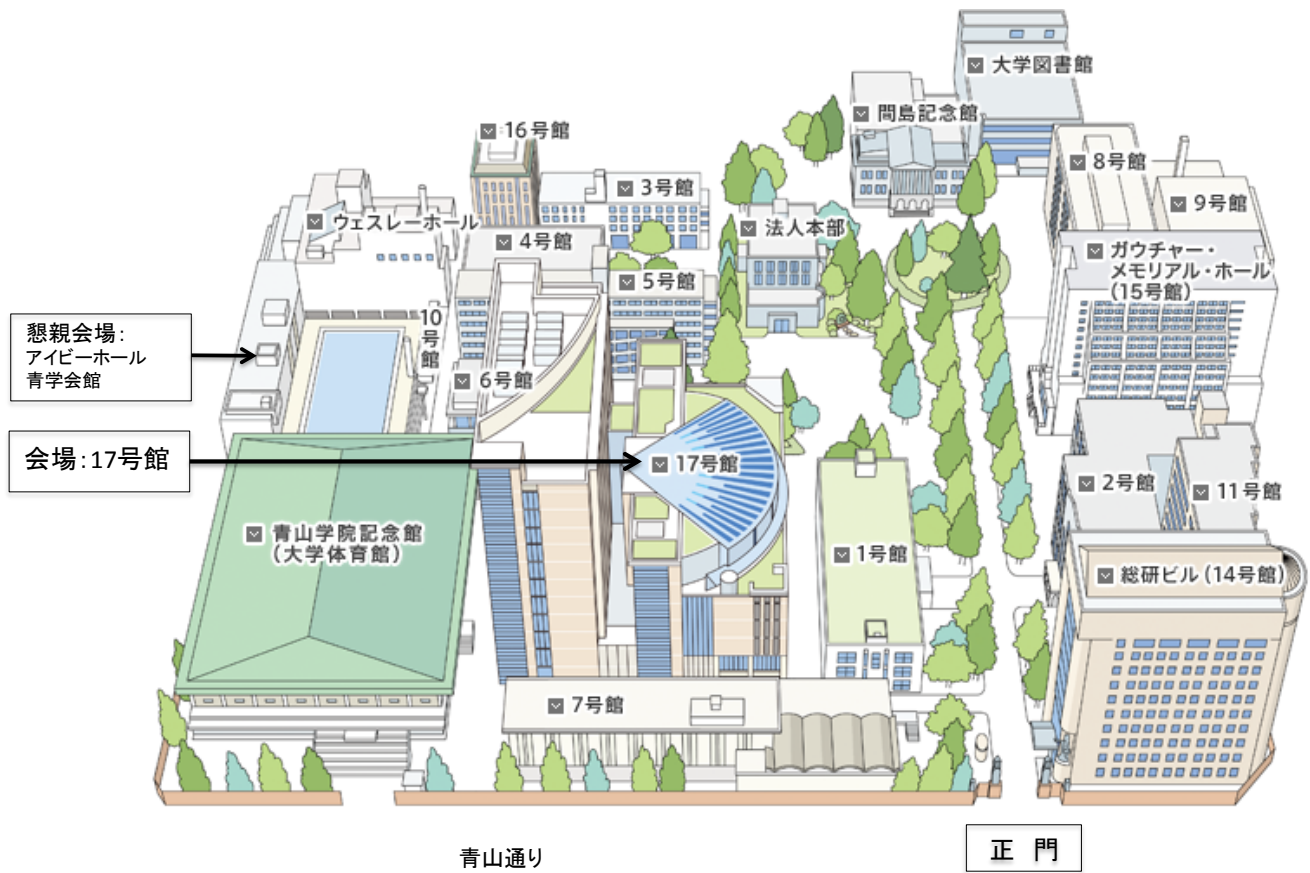 大学図書館
間島記念館
16号館
8号館
3号館
9号館
ウェスレーホール
法人本部
4号館
ガウチャー・
メモリアル・ホール
(15号館)
5号館
10号館
懇親会場:
アイビーホール
青学会館
6号館
会場:17号館
17号館
2号館
11号館
青山学院記念館
(大学体育館)
1号館
総研ビル(14号館)
7号館
青山通り
正 門